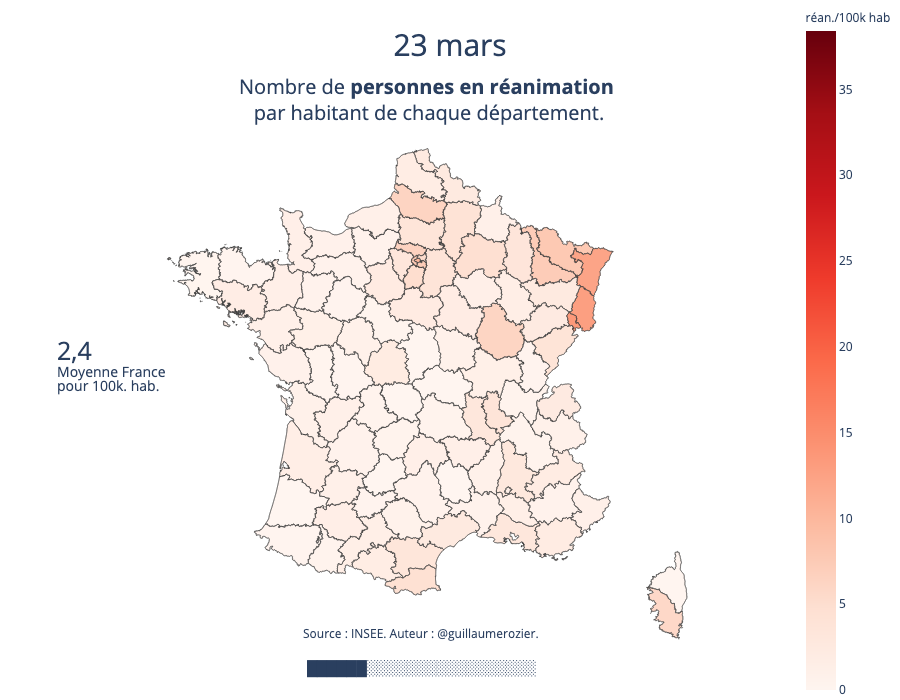 réan./100k hab
23 mars
Nombre de personnes en réanimation
par habitant de chaque département.
35
30
25
20
15
10
5
0
2,4
Moyenne France
pour 100k. hab.
Source : INSEE. Auteur : @guillaumerozier.